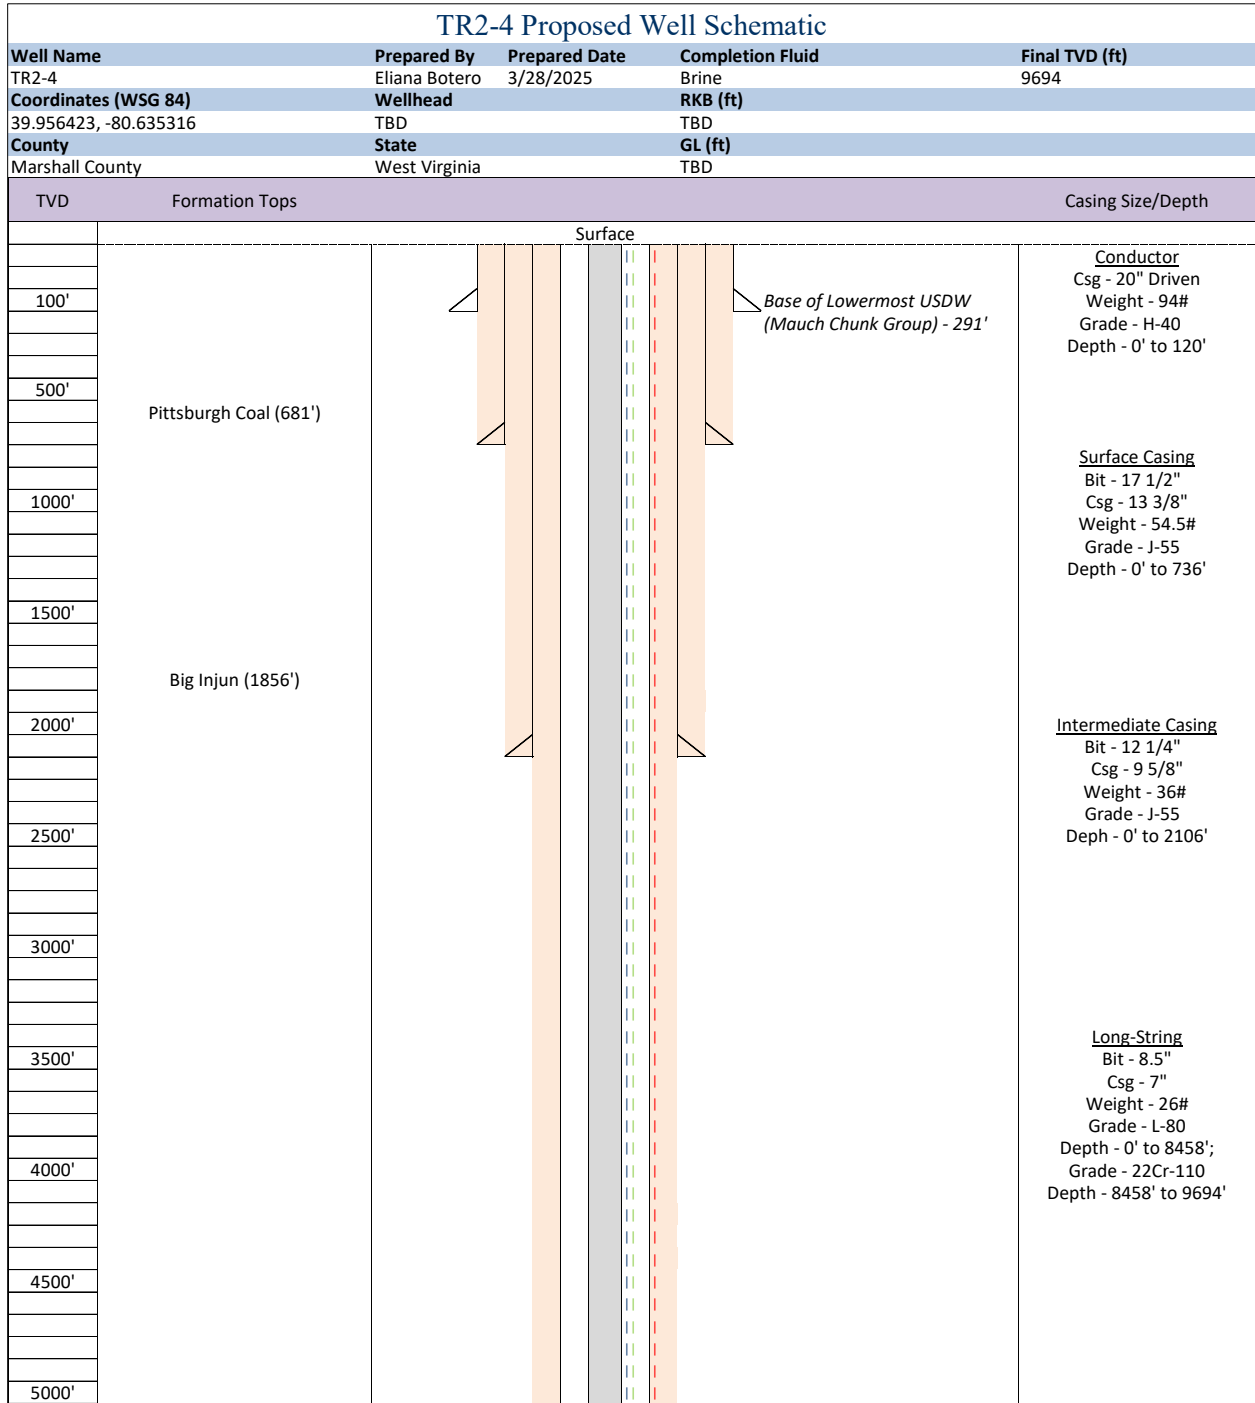 TR2-4 Proposed Well Schematic
Well Name Prepared By Prepared Date Completion Fluid Final TVD (ft)
TR2-4 Eliana Botero 3/28/2025 Brine 9694
Coordinates (WSG 84) Wellhead RKB (ft)
39.956423, -80.635316 TBD TBD
County State GL (ft)
Marshall County West Virginia TBD
TVD Formation Tops Casing Size/Depth
Surface
Conductor
Csg - 20" Driven
100' Base of Lowermost USDW Weight - 94#
(Mauch Chunk Group) - 291' Grade - H-40
Depth - 0' to 120'
500'
Pittsburgh Coal (681')
Surface Casing
Bit - 17 1/2"
1000' Csg - 13 3/8"
Weight - 54.5#
Grade - J-55
Depth - 0' to 736'
1500'
Big Injun (1856')
2000' Intermediate Casing
Bit - 12 1/4"
Csg - 9 5/8"
Weight - 36#
Grade - J-55
2500' Deph - 0' to 2106'
3000'
Long-String
3500' Bit - 8.5"
Csg - 7"
Weight - 26#
Grade - L-80
Depth - 0' to 8458';
4000' Grade - 22Cr-110
Depth - 8458' to 9694'
4500'
5000'